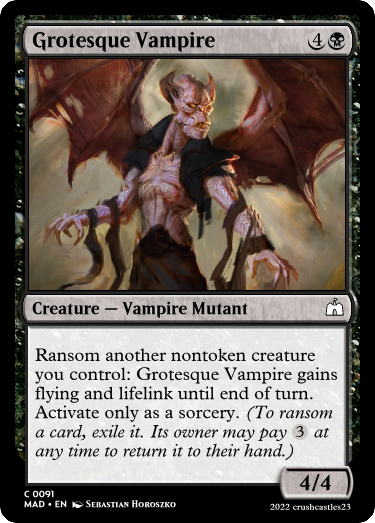 Grotesque Vampire 4
Creature — Vampire Mutant
Ransom another nontoken creature
you control: Grotesque Vampire gains
flying and lifelink until end of turn.
Activate only as a sorcery. (To ransom
a card, exile it. Its owner may pay 3 at
any time to return it to their hand.)
4/4
C 0091
MAD • EN Sebastian Horoszko
2022 crushcastles23